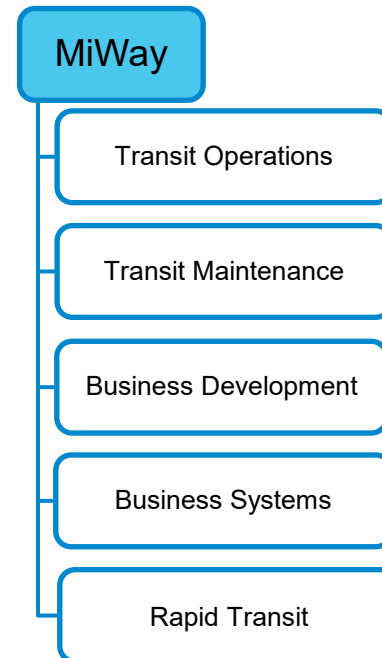 MiWay
Transit Operations
Transit Maintenance
Business Development
Business Systems
Rapid Transit